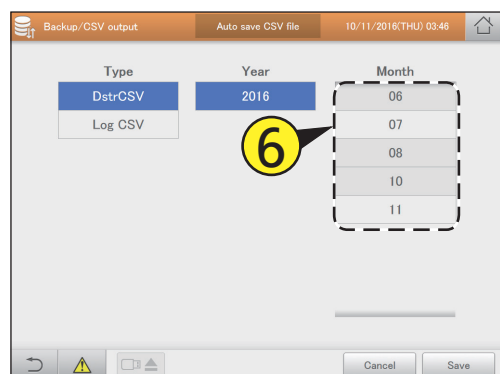 Backup/CSV output Auto save CSV file 10/11/2016(THU) 03:46
Type Year Month
DstrCSV 2016 06
Log CSV 07
6
08
10
11
Cancel Save